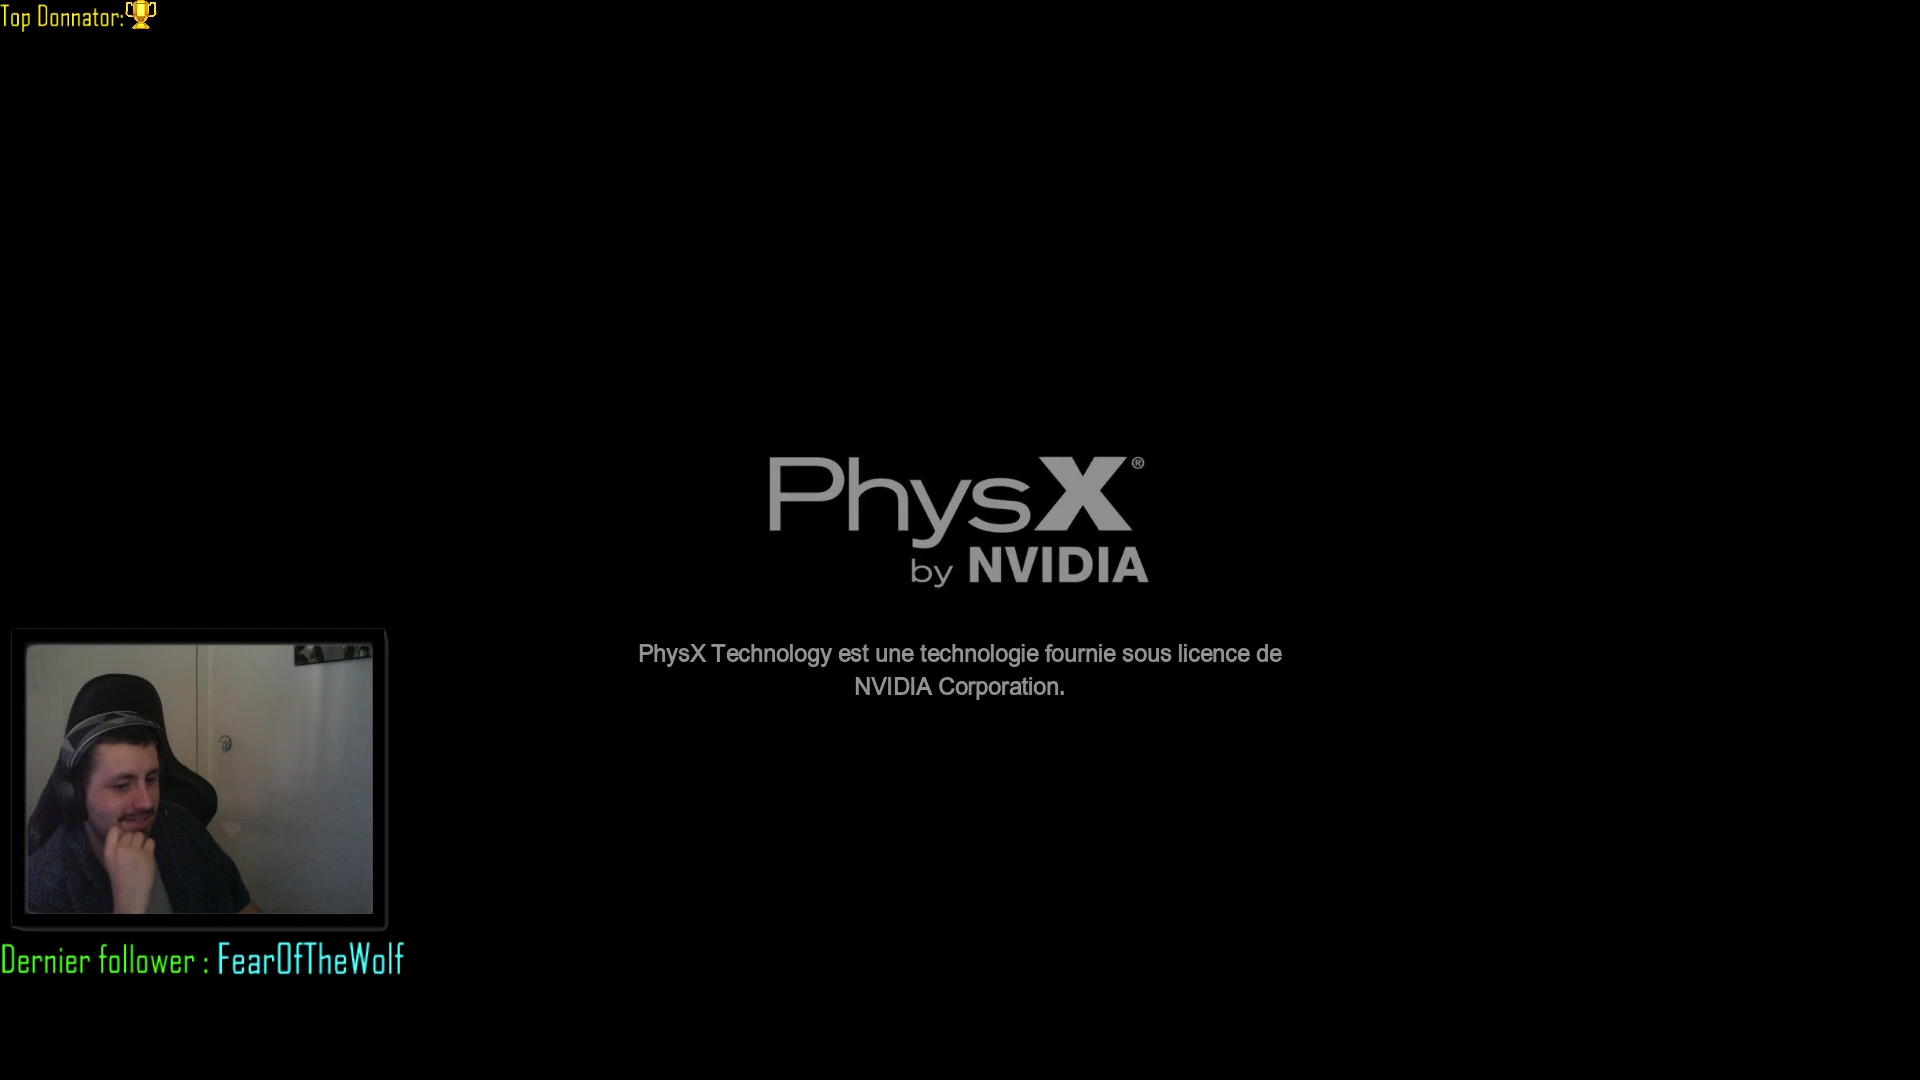 Top Donnator:
PhysX®
by NVIDIA
PhysX Technology est une technologie fournie sous licence de
NVIDIA Corporation.
Dernier follower : FearOfTheWolf